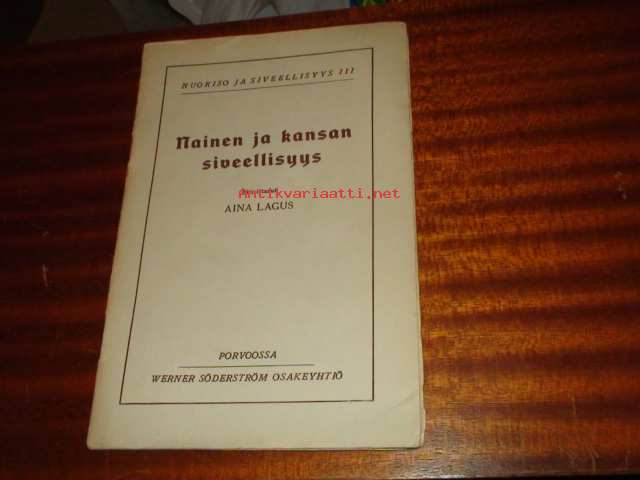 NUORISO JA SIVEELLISYYS III
Nainen ja kansan
siveellisyys
Antikvariaatti.net
AINA LAGUS
PORVOOSSA
WERNER SÖDERSTRÖM OSAKEYHTIÖ